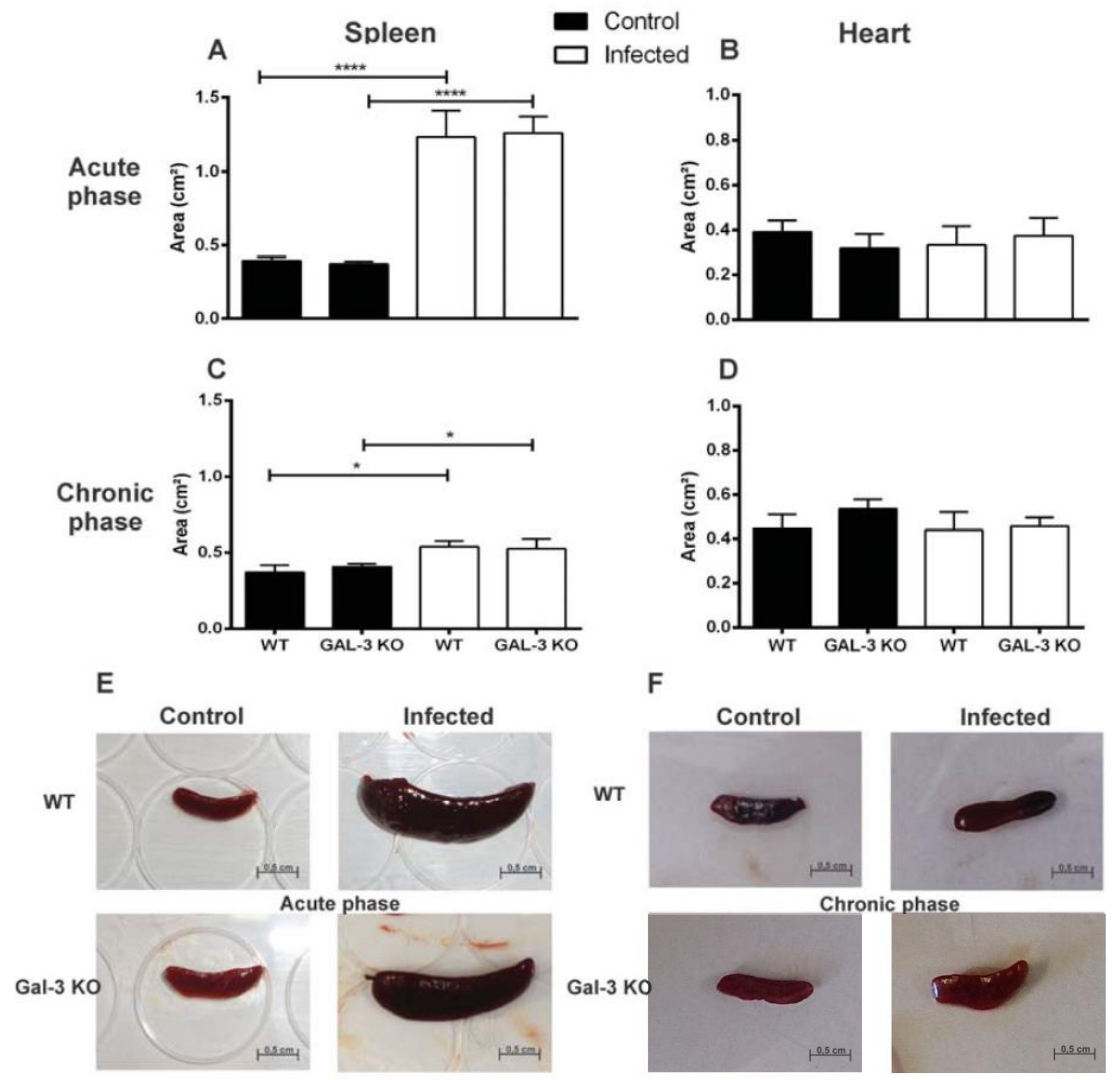 Spleen
Control
Infected
Heart
A
****
****
1.5
1.0
0.5
0.0
Area (cm²)
B
1.0
0.8
0.6
0.4
0.2
0.0
Area (cm²)
Acute
phase
C
*
*
1.5
1.0
0.5
0.0
Area (cm²)
WT GAL-3 KO WT GAL-3 KO
D
1.0
0.8
0.6
0.4
0.2
0.0
Area (cm²)
WT GAL-3 KO WT GAL-3 KO
Chronic
phase
E
Control Infected
WT
0,5 cm
0,5 cm
Acute phase
Gal-3 KO
0,5 cm
0,5 cm
F
Control Infected
WT
0,5 cm
0,5 cm
Chronic phase
Gal-3 KO
0,5 cm
0,5 cm